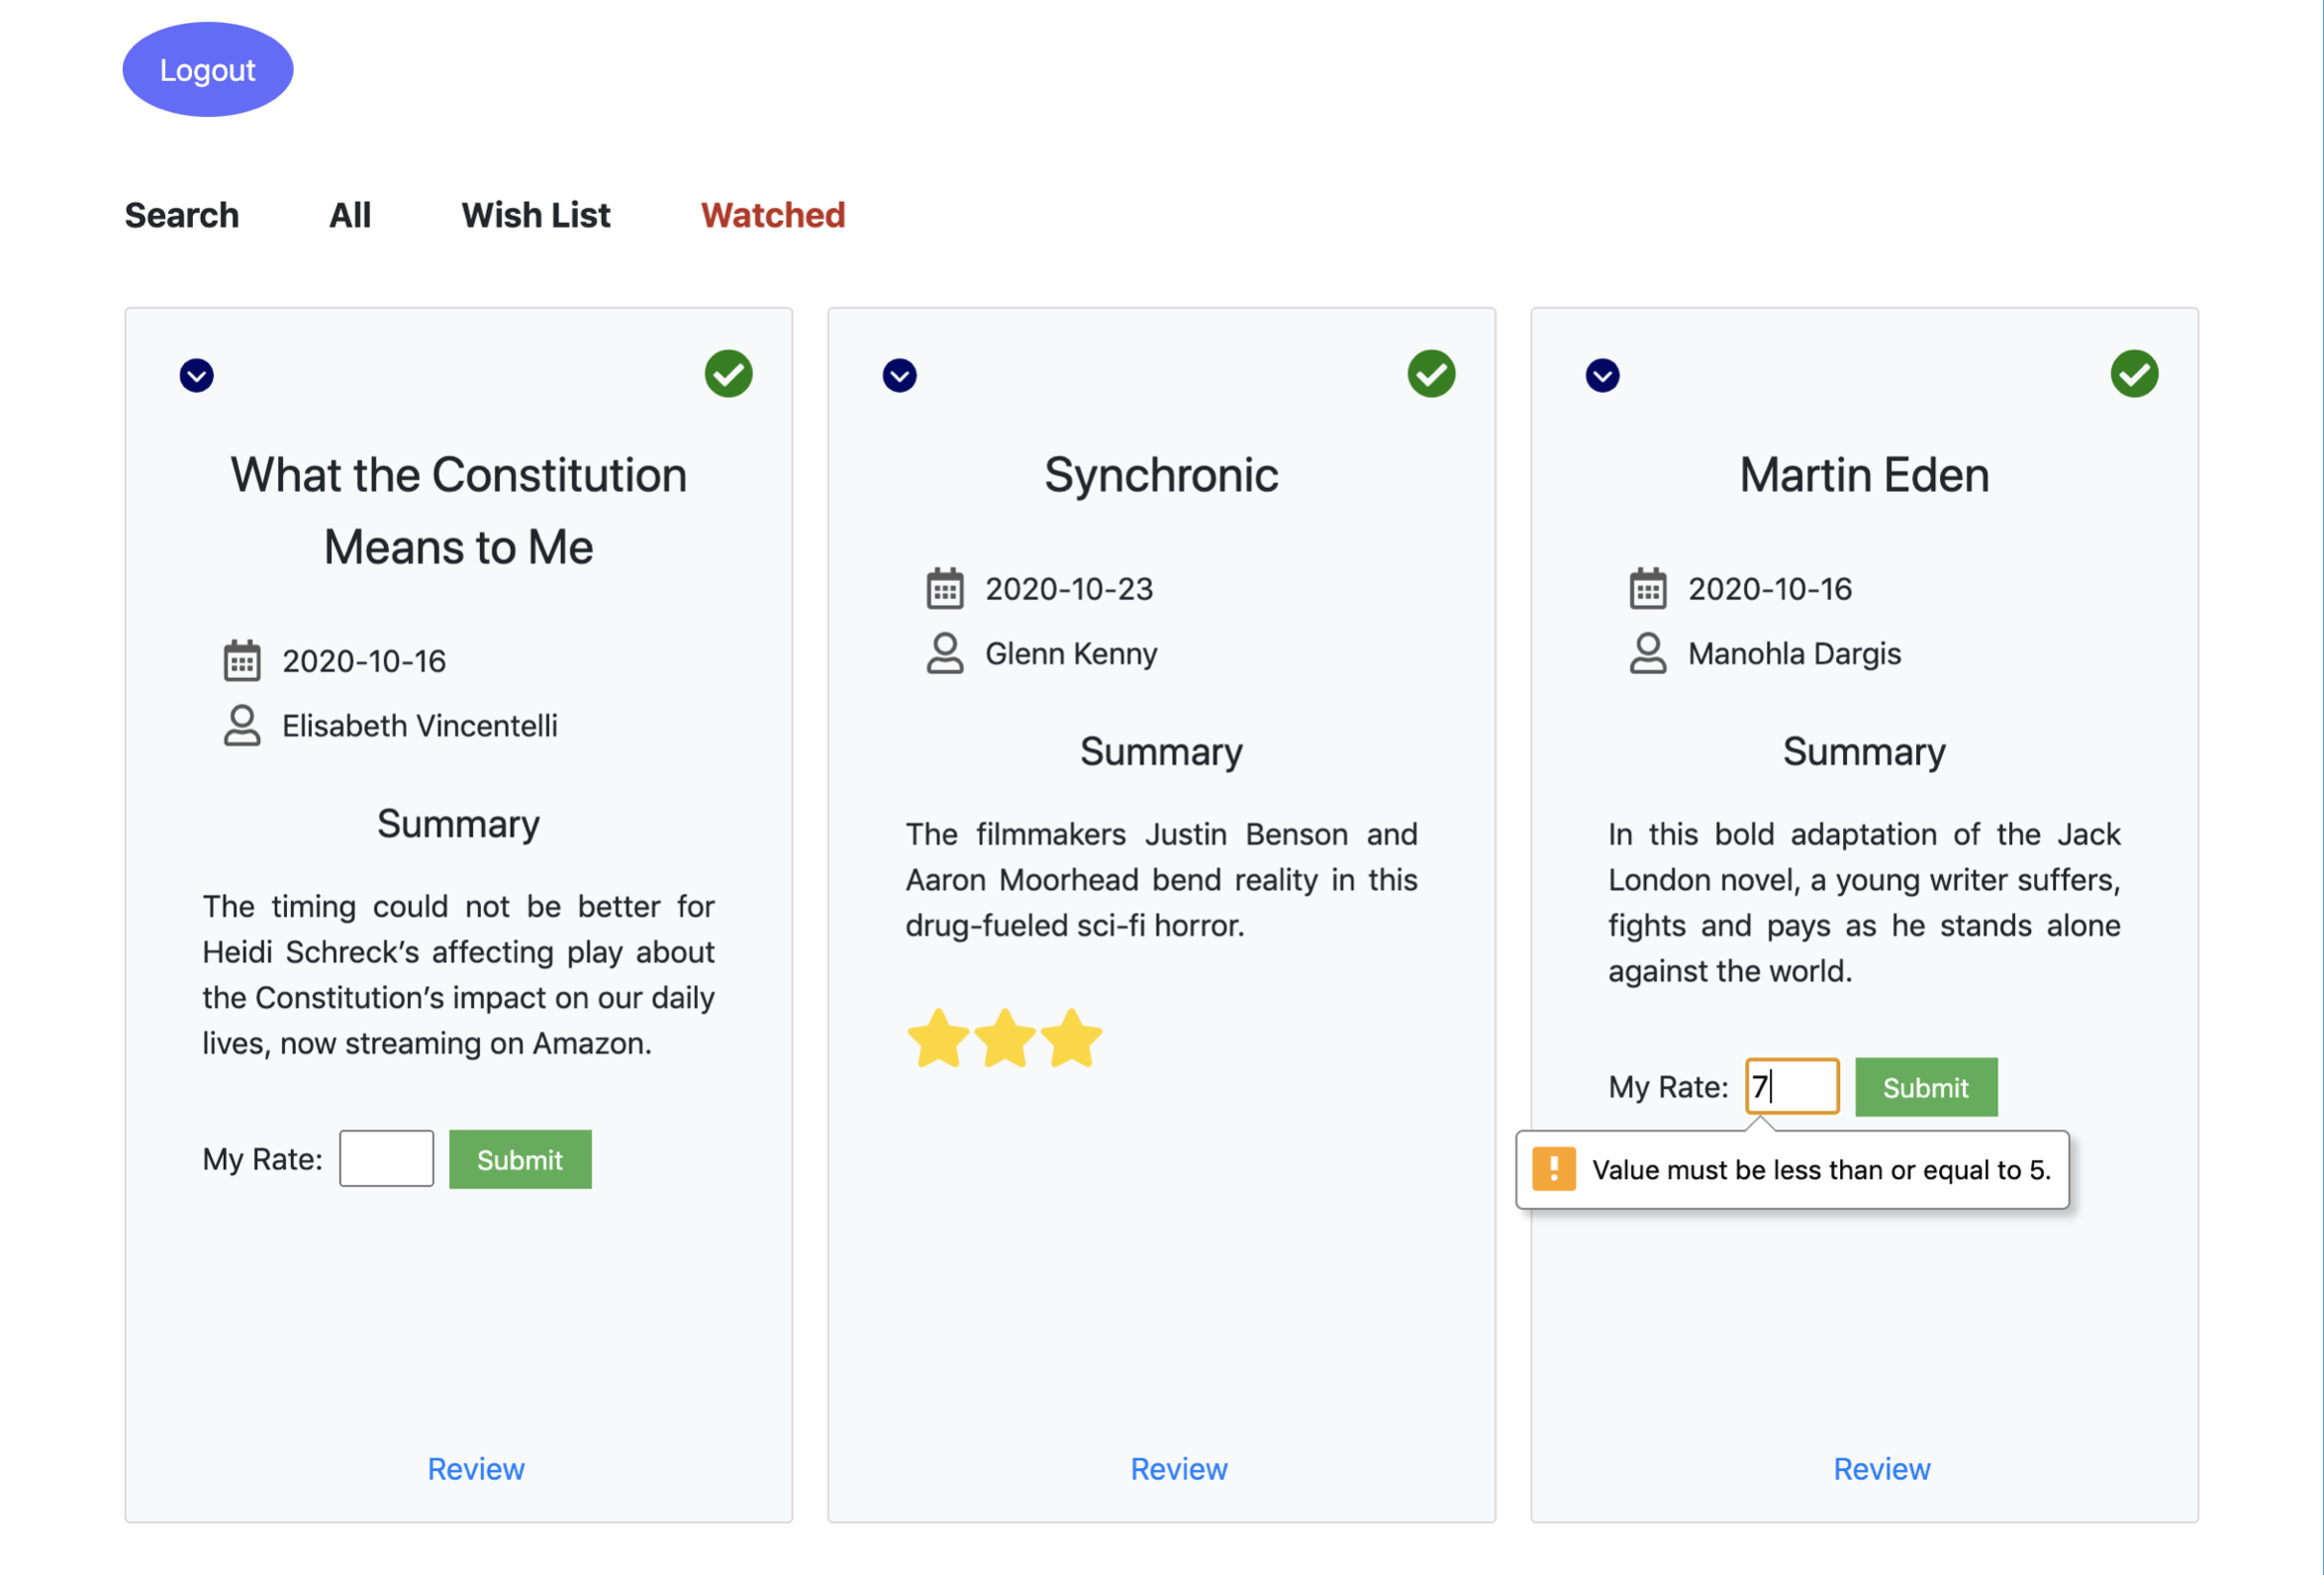 Logout
Search All Wish List Watched
What the Constitution
Means to Me
2020-10-16
Elisabeth Vincentelli
Summary
The timing could not be better for
Heidi Schreck’s affecting play about
the Constitution’s impact on our daily
lives, now streaming on Amazon.
My Rate: Submit
Review
Synchronic
2020-10-23
Glenn Kenny
Summary
The filmmakers Justin Benson and
Aaron Moorhead bend reality in this
drug-fueled sci-fi horror.
Review
Martin Eden
2020-10-16
Manohla Dargis
Summary
In this bold adaptation of the Jack
London novel, a young writer suffers,
fights and pays as he stands alone
against the world.
My Rate: 7 Submit
Value must be less than or equal to 5.
Review